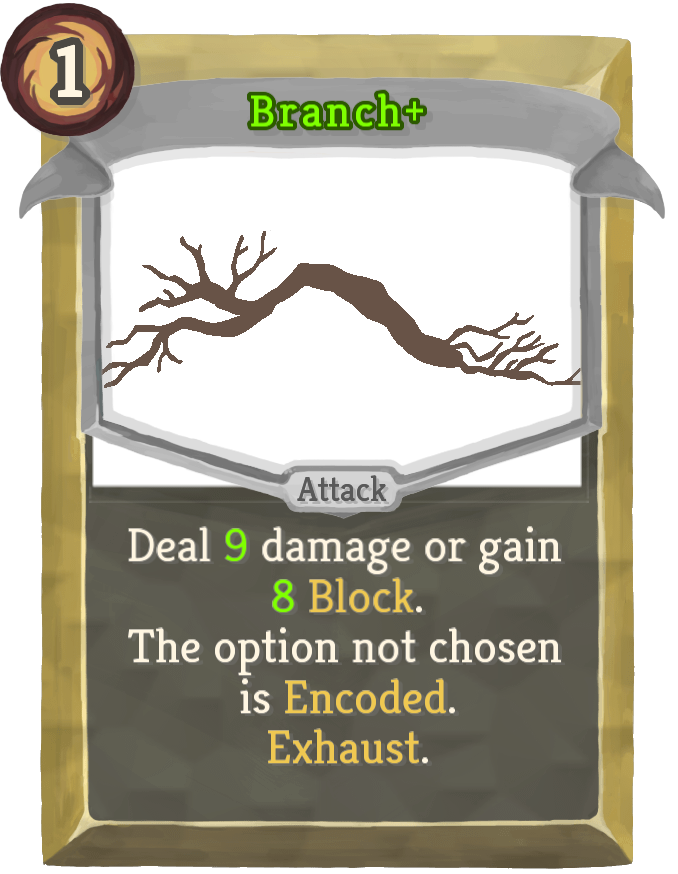 1
Branch+
Attack
Deal 9 damage or gain
8 Block.
The option not chosen
is Encoded.
Exhaust.